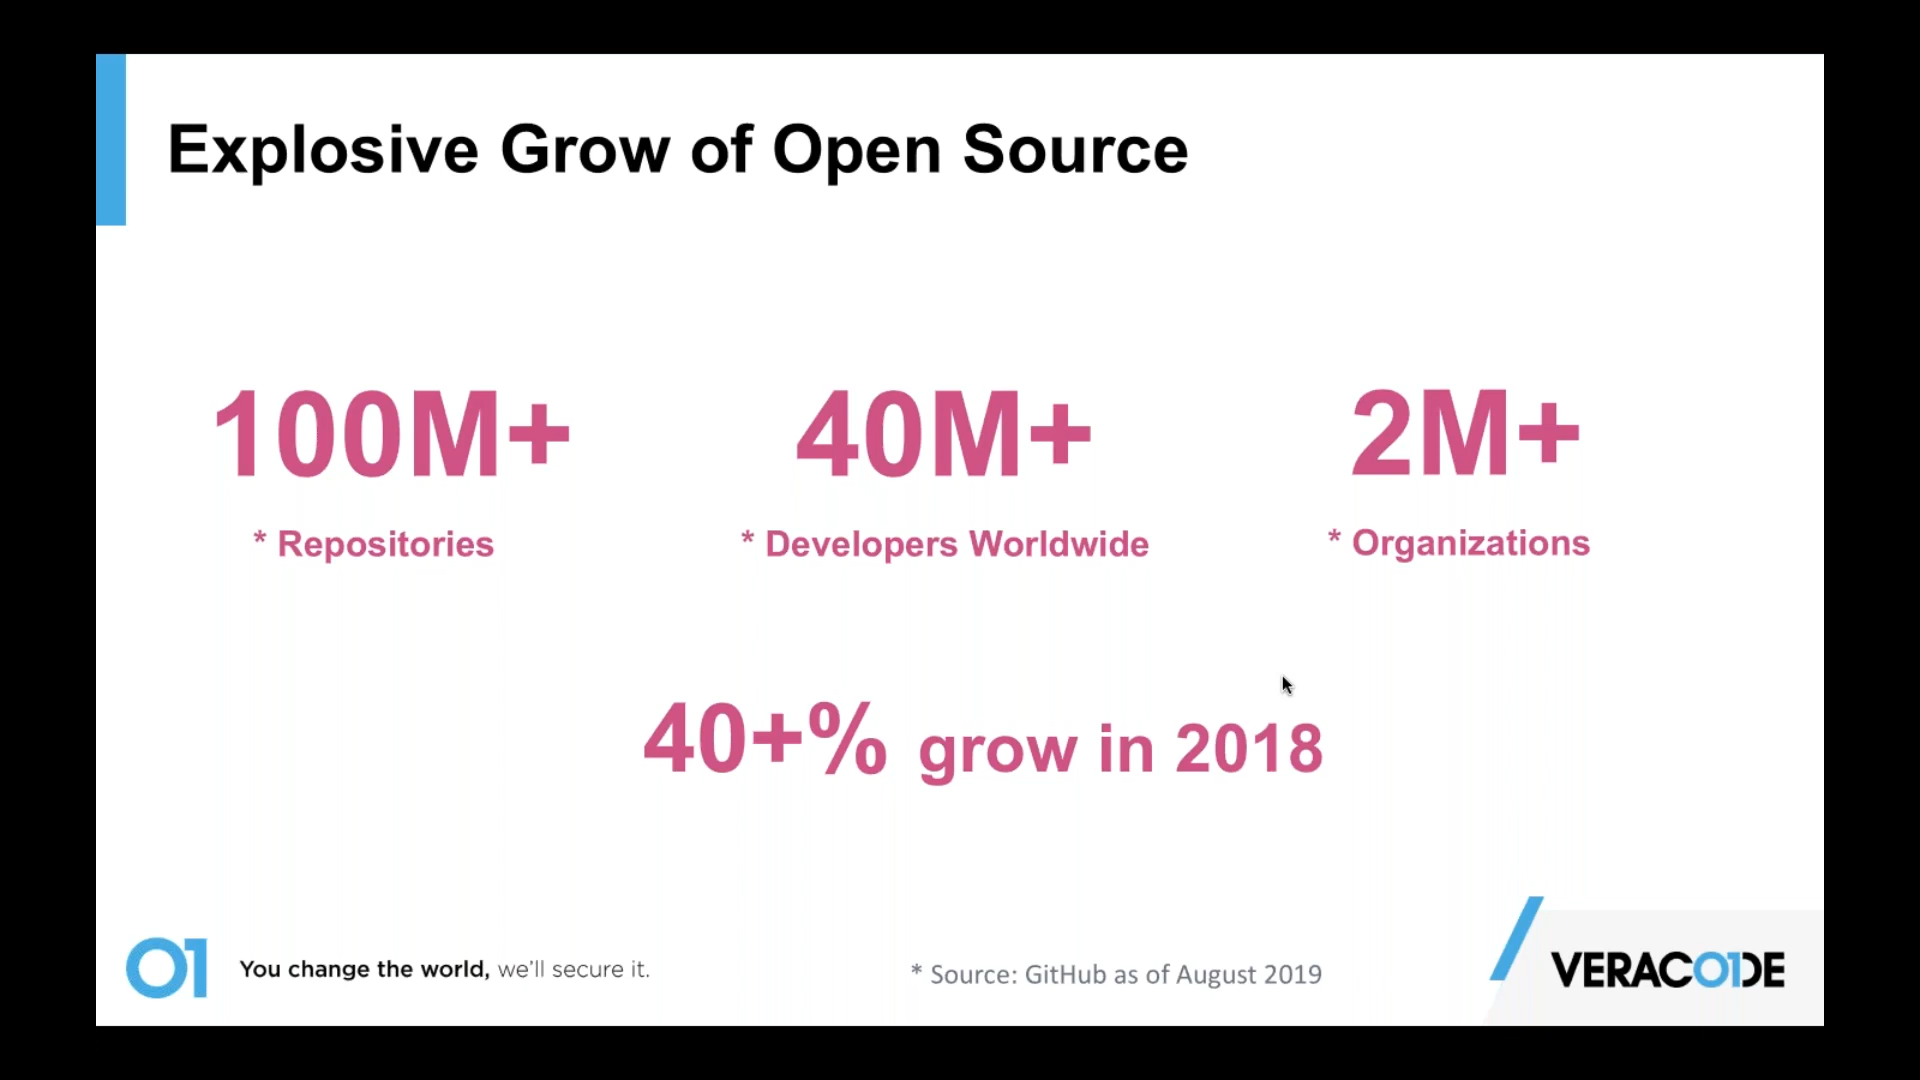 Explosive Grow of Open Source
100M+
40M+
2M+
* Repositories
* Developers Worldwide
* Organizations
40+% grow in 2018
01 You change the world, we'll secure it.
* Source: GitHub as of August 2019
VERACODE